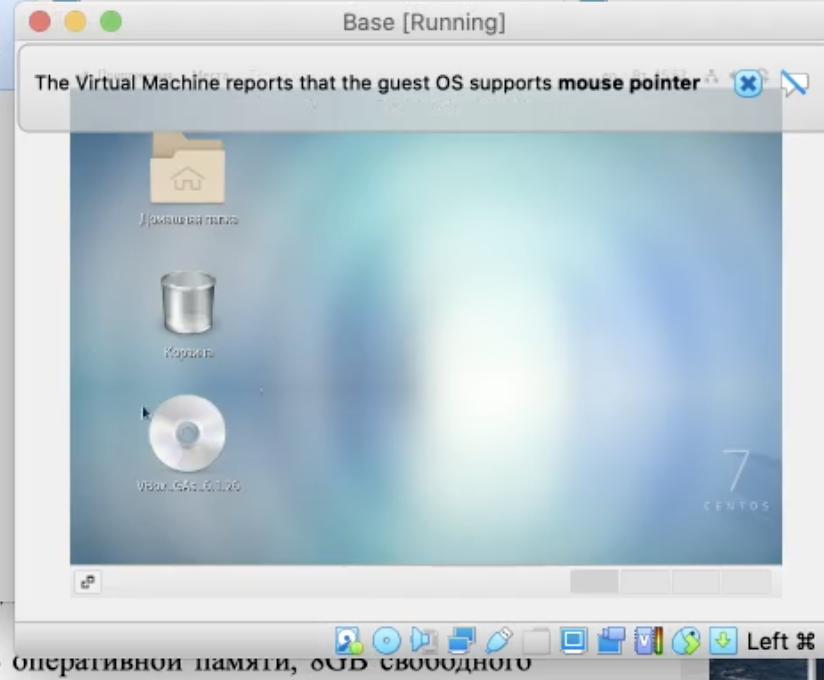 Base [Running]
The Virtual Machine reports that the guest OS supports mouse pointer
Домашная папка
Корзина
VBox_GAs_6.1.26
7
CENTOS
Left ⌘
оперативной памяти, 8GB свободного